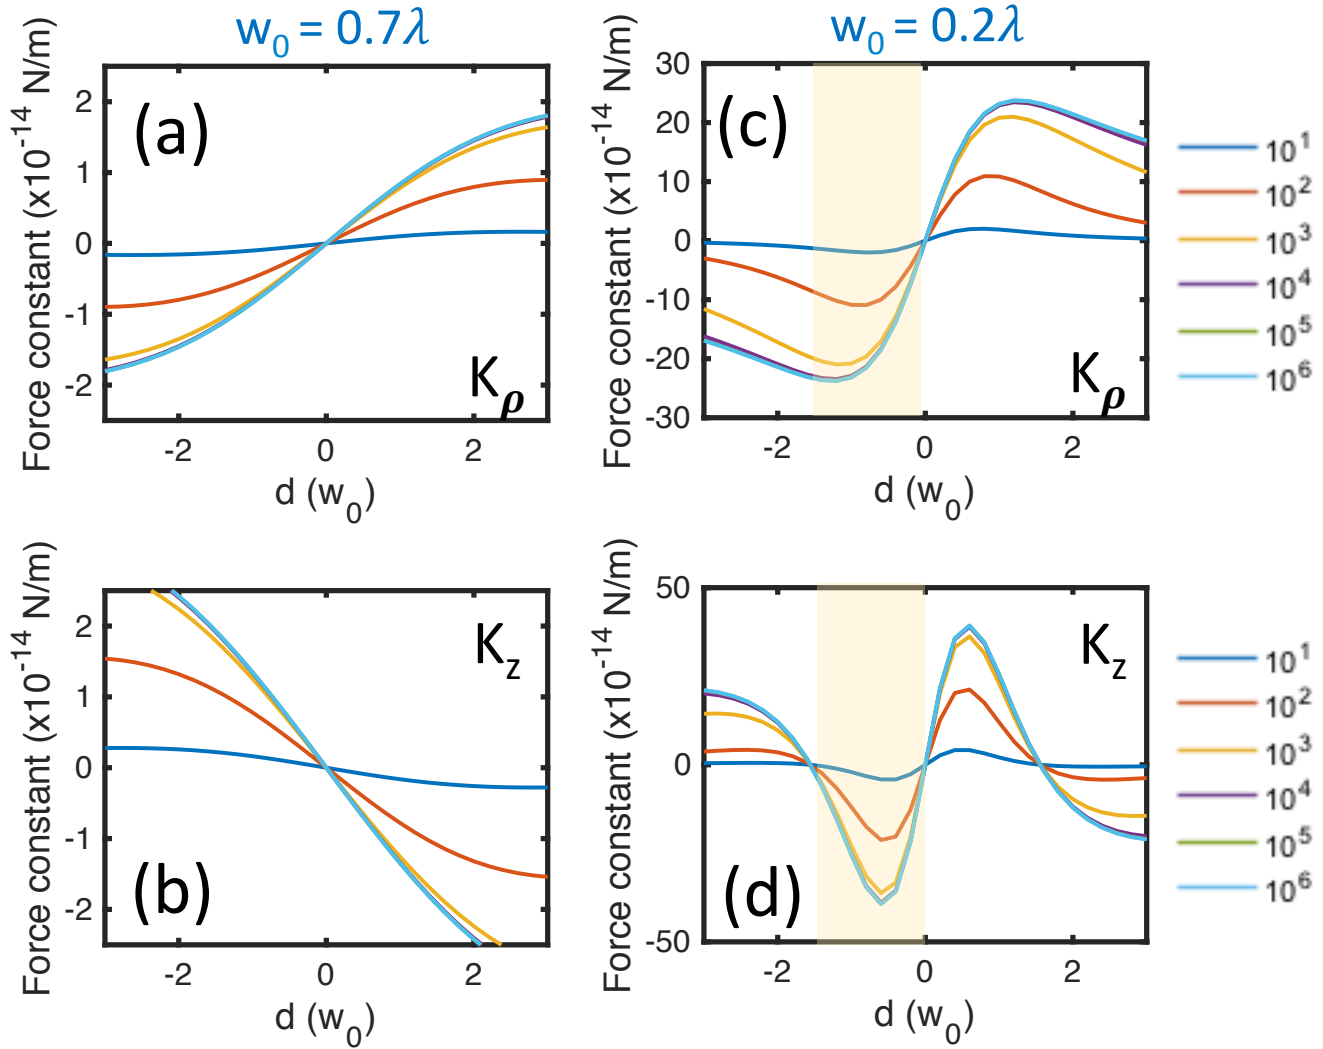 w₀ = 0.7λ
w₀ = 0.2λ
Force constant (x10⁻¹⁴ N/m)
2
1
0
-1
-2
(a)
Kρ
-2 0 2
d (w₀)
Force constant (x10⁻¹⁴ N/m)
30
20
10
0
-10
-20
-30
(c)
Kρ
-2 0 2
d (w₀)
10¹
10²
10³
10⁴
10⁵
10⁶
Force constant (x10⁻¹⁴ N/m)
2
1
0
-1
-2
Kz
(b)
-2 0 2
d (w₀)
Force constant (x10⁻¹⁴ N/m)
50
0
-50
Kz
(d)
-2 0 2
d (w₀)
10¹
10²
10³
10⁴
10⁵
10⁶